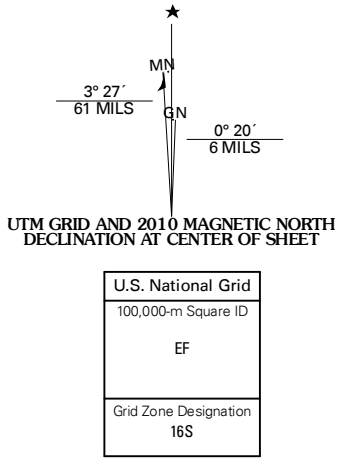 ★
MN
3° 27´
61 MILS
GN
0° 20´
6 MILS
UTM GRID AND 2010 MAGNETIC NORTH
DECLINATION AT CENTER OF SHEET
U.S. National Grid
100,000-m Square ID
EF
Grid Zone Designation
16S